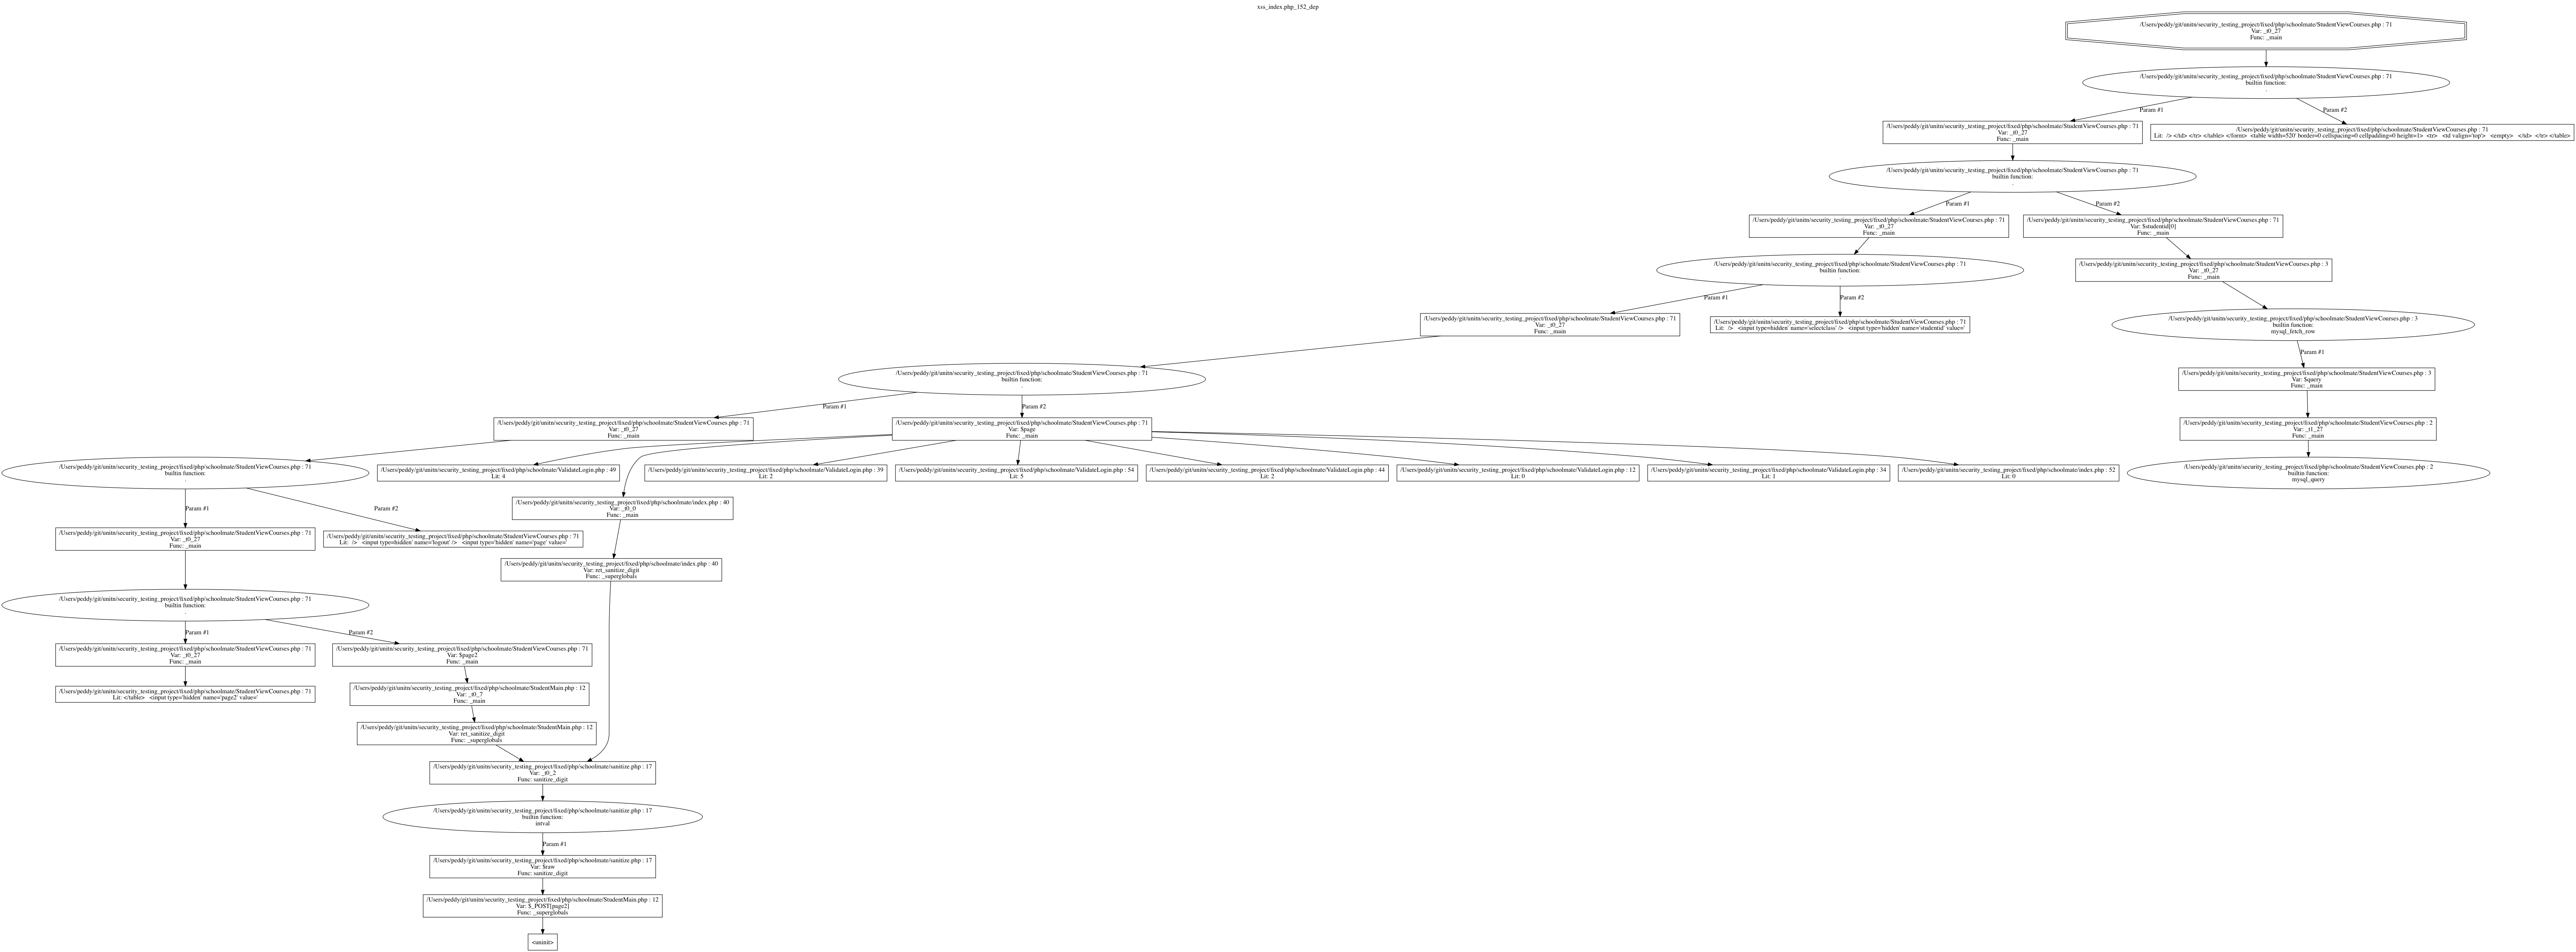 xss_index.php_152_dep
/Users/peddy/git/unitn/security_testing_project/fixed/php/schoolmate/StudentViewCourses.php : 71
Var: _t0_27
Func: _main
/Users/peddy/git/unitn/security_testing_project/fixed/php/schoolmate/StudentViewCourses.php : 71
builtin function:
.
Param #1
Param #2
/Users/peddy/git/unitn/security_testing_project/fixed/php/schoolmate/StudentViewCourses.php : 71
Var: _t0_27
Func: _main
/Users/peddy/git/unitn/security_testing_project/fixed/php/schoolmate/StudentViewCourses.php : 71
Lit: /> </td> </tr> </table> </form> <table width=520' border=0 cellspacing=0 cellpadding=0 height=1> <tr> <td valign='top'> <empty> </td> </tr> </table>
/Users/peddy/git/unitn/security_testing_project/fixed/php/schoolmate/StudentViewCourses.php : 71
builtin function:
.
Param #1
Param #2
/Users/peddy/git/unitn/security_testing_project/fixed/php/schoolmate/StudentViewCourses.php : 71
Var: _t0_27
Func: _main
/Users/peddy/git/unitn/security_testing_project/fixed/php/schoolmate/StudentViewCourses.php : 71
Var: $studentid[0]
Func: _main
/Users/peddy/git/unitn/security_testing_project/fixed/php/schoolmate/StudentViewCourses.php : 71
builtin function:
.
/Users/peddy/git/unitn/security_testing_project/fixed/php/schoolmate/StudentViewCourses.php : 3
Var: _t0_27
Func: _main
Param #1
Param #2
/Users/peddy/git/unitn/security_testing_project/fixed/php/schoolmate/StudentViewCourses.php : 71
Var: _t0_27
Func: _main
/Users/peddy/git/unitn/security_testing_project/fixed/php/schoolmate/StudentViewCourses.php : 71
Lit: /> <input type=hidden' name='selectclass' /> <input type='hidden' name='studentid' value='
/Users/peddy/git/unitn/security_testing_project/fixed/php/schoolmate/StudentViewCourses.php : 3
builtin function:
mysql_fetch_row
Param #1
/Users/peddy/git/unitn/security_testing_project/fixed/php/schoolmate/StudentViewCourses.php : 71
builtin function:
.
/Users/peddy/git/unitn/security_testing_project/fixed/php/schoolmate/StudentViewCourses.php : 3
Var: $query
Func: _main
Param #1
Param #2
/Users/peddy/git/unitn/security_testing_project/fixed/php/schoolmate/StudentViewCourses.php : 71
Var: _t0_27
Func: _main
/Users/peddy/git/unitn/security_testing_project/fixed/php/schoolmate/StudentViewCourses.php : 71
Var: $page
Func: _main
/Users/peddy/git/unitn/security_testing_project/fixed/php/schoolmate/StudentViewCourses.php : 2
Var: _t1_27
Func: _main
/Users/peddy/git/unitn/security_testing_project/fixed/php/schoolmate/StudentViewCourses.php : 71
builtin function:
.
/Users/peddy/git/unitn/security_testing_project/fixed/php/schoolmate/ValidateLogin.php : 49
Lit: 4
/Users/peddy/git/unitn/security_testing_project/fixed/php/schoolmate/ValidateLogin.php : 39
Lit: 2
/Users/peddy/git/unitn/security_testing_project/fixed/php/schoolmate/ValidateLogin.php : 54
Lit: 5
/Users/peddy/git/unitn/security_testing_project/fixed/php/schoolmate/ValidateLogin.php : 44
Lit: 2
/Users/peddy/git/unitn/security_testing_project/fixed/php/schoolmate/ValidateLogin.php : 12
Lit: 0
/Users/peddy/git/unitn/security_testing_project/fixed/php/schoolmate/ValidateLogin.php : 34
Lit: 1
/Users/peddy/git/unitn/security_testing_project/fixed/php/schoolmate/index.php : 52
Lit: 0
/Users/peddy/git/unitn/security_testing_project/fixed/php/schoolmate/StudentViewCourses.php : 2
builtin function:
mysql_query
Param #1
Param #2
/Users/peddy/git/unitn/security_testing_project/fixed/php/schoolmate/index.php : 40
Var: _t0_0
Func: _main
/Users/peddy/git/unitn/security_testing_project/fixed/php/schoolmate/StudentViewCourses.php : 71
Var: _t0_27
Func: _main
/Users/peddy/git/unitn/security_testing_project/fixed/php/schoolmate/StudentViewCourses.php : 71
Lit: /> <input type=hidden' name='logout' /> <input type='hidden' name='page' value='
/Users/peddy/git/unitn/security_testing_project/fixed/php/schoolmate/index.php : 40
Var: ret_sanitize_digit
Func: _superglobals
/Users/peddy/git/unitn/security_testing_project/fixed/php/schoolmate/StudentViewCourses.php : 71
builtin function:
.
Param #1
Param #2
/Users/peddy/git/unitn/security_testing_project/fixed/php/schoolmate/StudentViewCourses.php : 71
Var: _t0_27
Func: _main
/Users/peddy/git/unitn/security_testing_project/fixed/php/schoolmate/StudentViewCourses.php : 71
Var: $page2
Func: _main
/Users/peddy/git/unitn/security_testing_project/fixed/php/schoolmate/StudentViewCourses.php : 71
Lit: </table> <input type='hidden' name='page2' value='
/Users/peddy/git/unitn/security_testing_project/fixed/php/schoolmate/StudentMain.php : 12
Var: _t0_7
Func: _main
/Users/peddy/git/unitn/security_testing_project/fixed/php/schoolmate/StudentMain.php : 12
Var: ret_sanitize_digit
Func: _superglobals
/Users/peddy/git/unitn/security_testing_project/fixed/php/schoolmate/sanitize.php : 17
Var: _t0_2
Func: sanitize_digit
/Users/peddy/git/unitn/security_testing_project/fixed/php/schoolmate/sanitize.php : 17
builtin function:
intval
Param #1
/Users/peddy/git/unitn/security_testing_project/fixed/php/schoolmate/sanitize.php : 17
Var: $raw
Func: sanitize_digit
/Users/peddy/git/unitn/security_testing_project/fixed/php/schoolmate/StudentMain.php : 12
Var: $_POST[page2]
Func: _superglobals
<uninit>